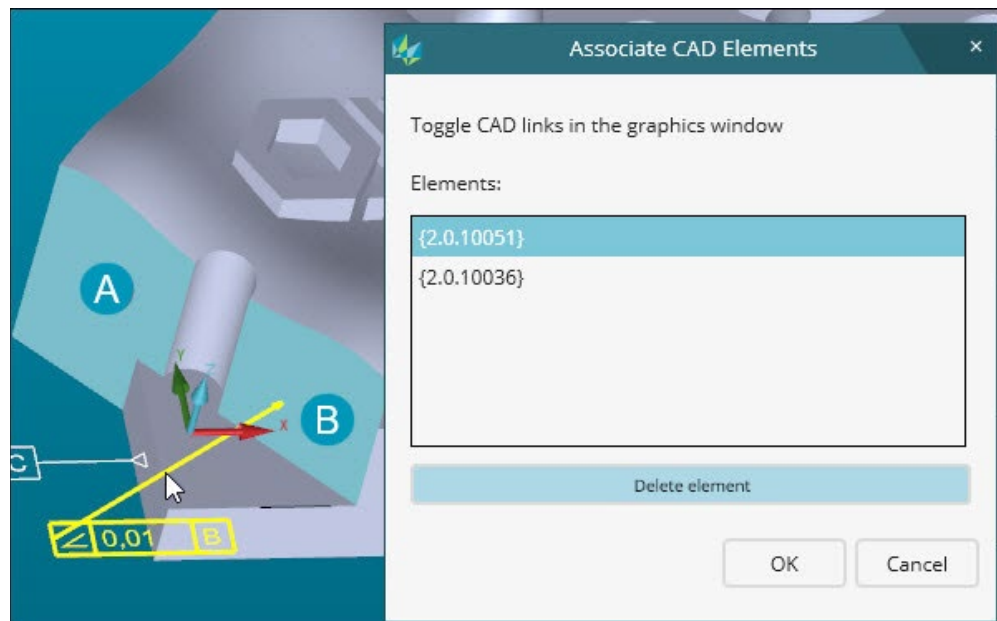 Associate CAD Elements
Toggle CAD links in the graphics window
Elements:
{2.0.10051}
{2.0.10036}
Delete element
OK
Cancel
A
B
Y
Z
X
C
0,01 B